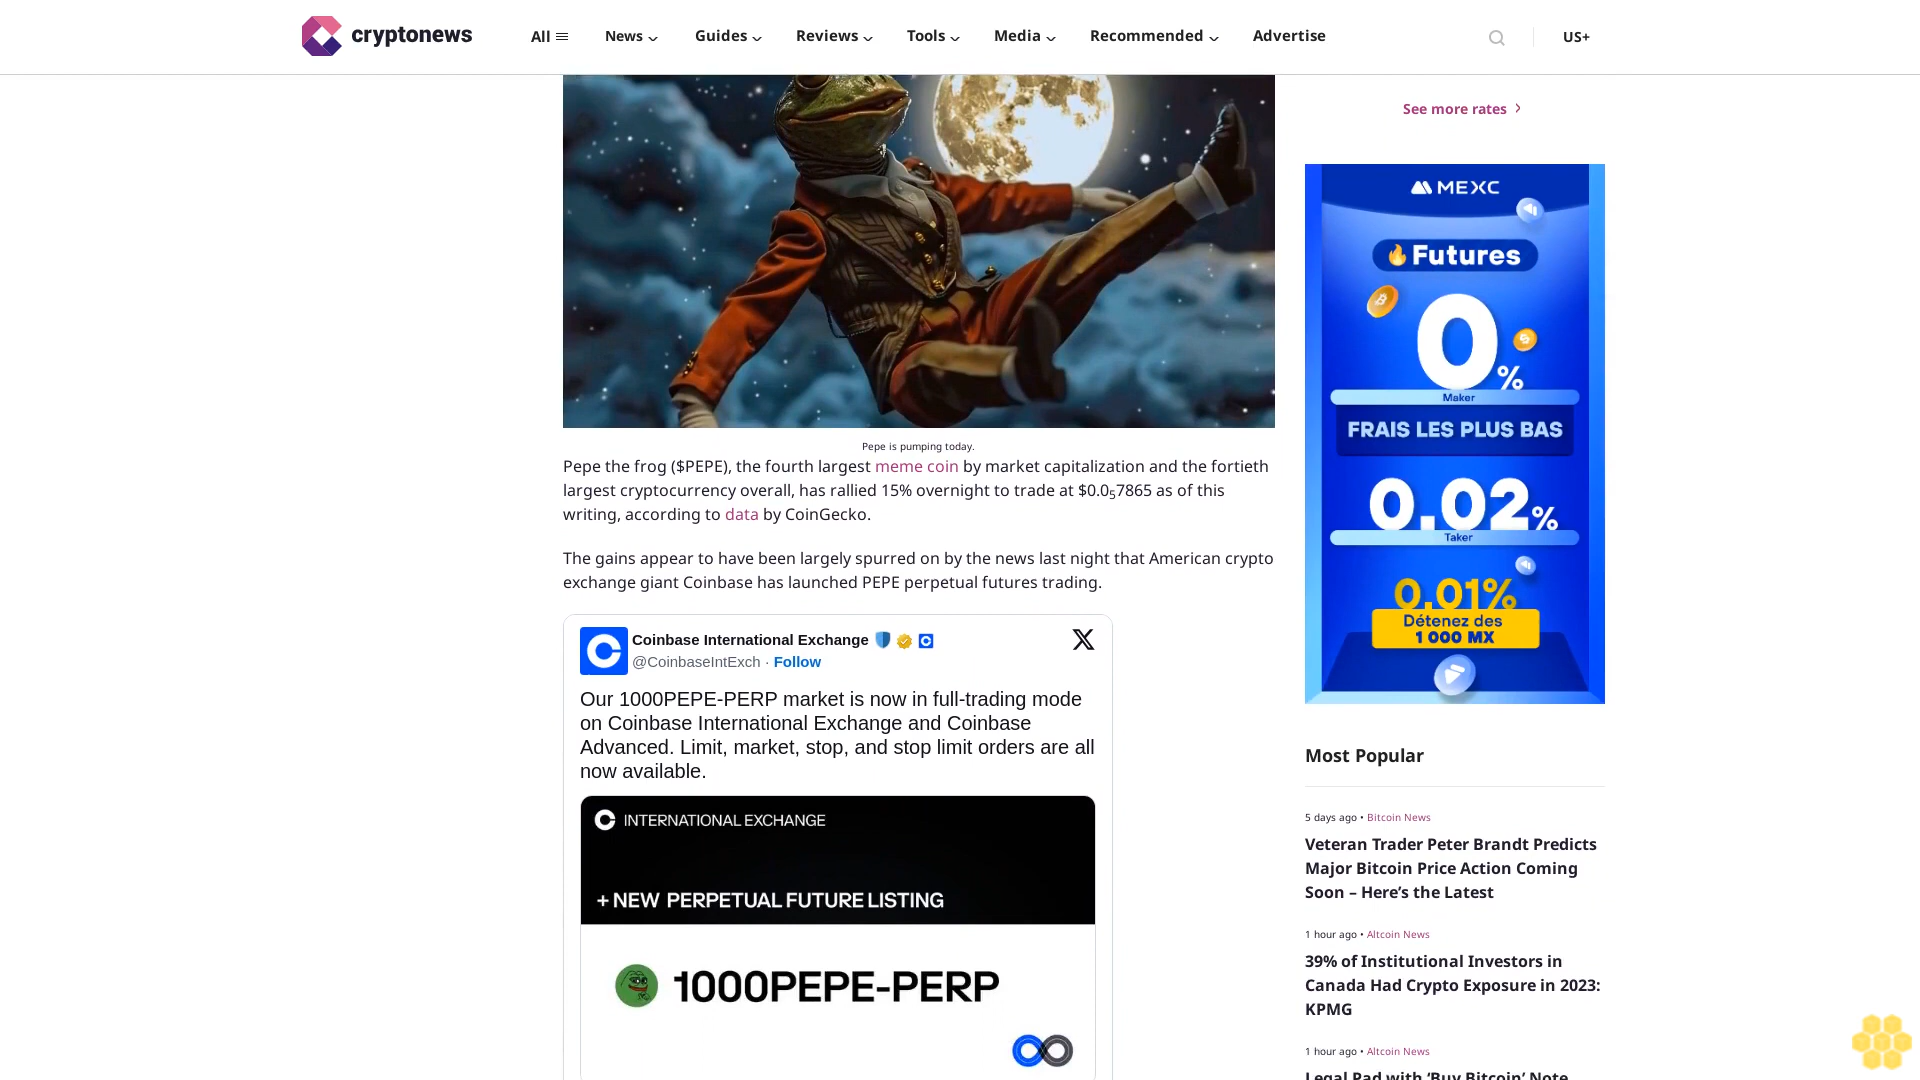 cryptonews
All
News
Guides
Reviews
Tools
Media
Recommended
Advertise
US+
Pepe is pumping today.
Pepe the frog ($PEPE), the fourth largest meme coin by market capitalization and the fortieth
largest cryptocurrency overall, has rallied 15% overnight to trade at $0.0₅7865 as of this
writing, according to data by CoinGecko.
The gains appear to have been largely spurred on by the news last night that American crypto
exchange giant Coinbase has launched PEPE perpetual futures trading.
Coinbase International Exchange
@CoinbaseIntExch · Follow
Our 1000PEPE-PERP market is now in full-trading mode
on Coinbase International Exchange and Coinbase
Advanced. Limit, market, stop, and stop limit orders are all
now available.
INTERNATIONAL EXCHANGE
+ NEW PERPETUAL FUTURE LISTING
1000PEPE-PERP
See more rates
MEXC
Futures
0%
Maker
FRAIS LES PLUS BAS
0.02%
Taker
0.01%
Détenez des
1 000 MX
Most Popular
5 days ago • Bitcoin News
Veteran Trader Peter Brandt Predicts
Major Bitcoin Price Action Coming
Soon – Here’s the Latest
1 hour ago • Altcoin News
39% of Institutional Investors in
Canada Had Crypto Exposure in 2023:
KPMG
1 hour ago • Altcoin News
Legal Pad with ‘Buy Bitcoin’ Note